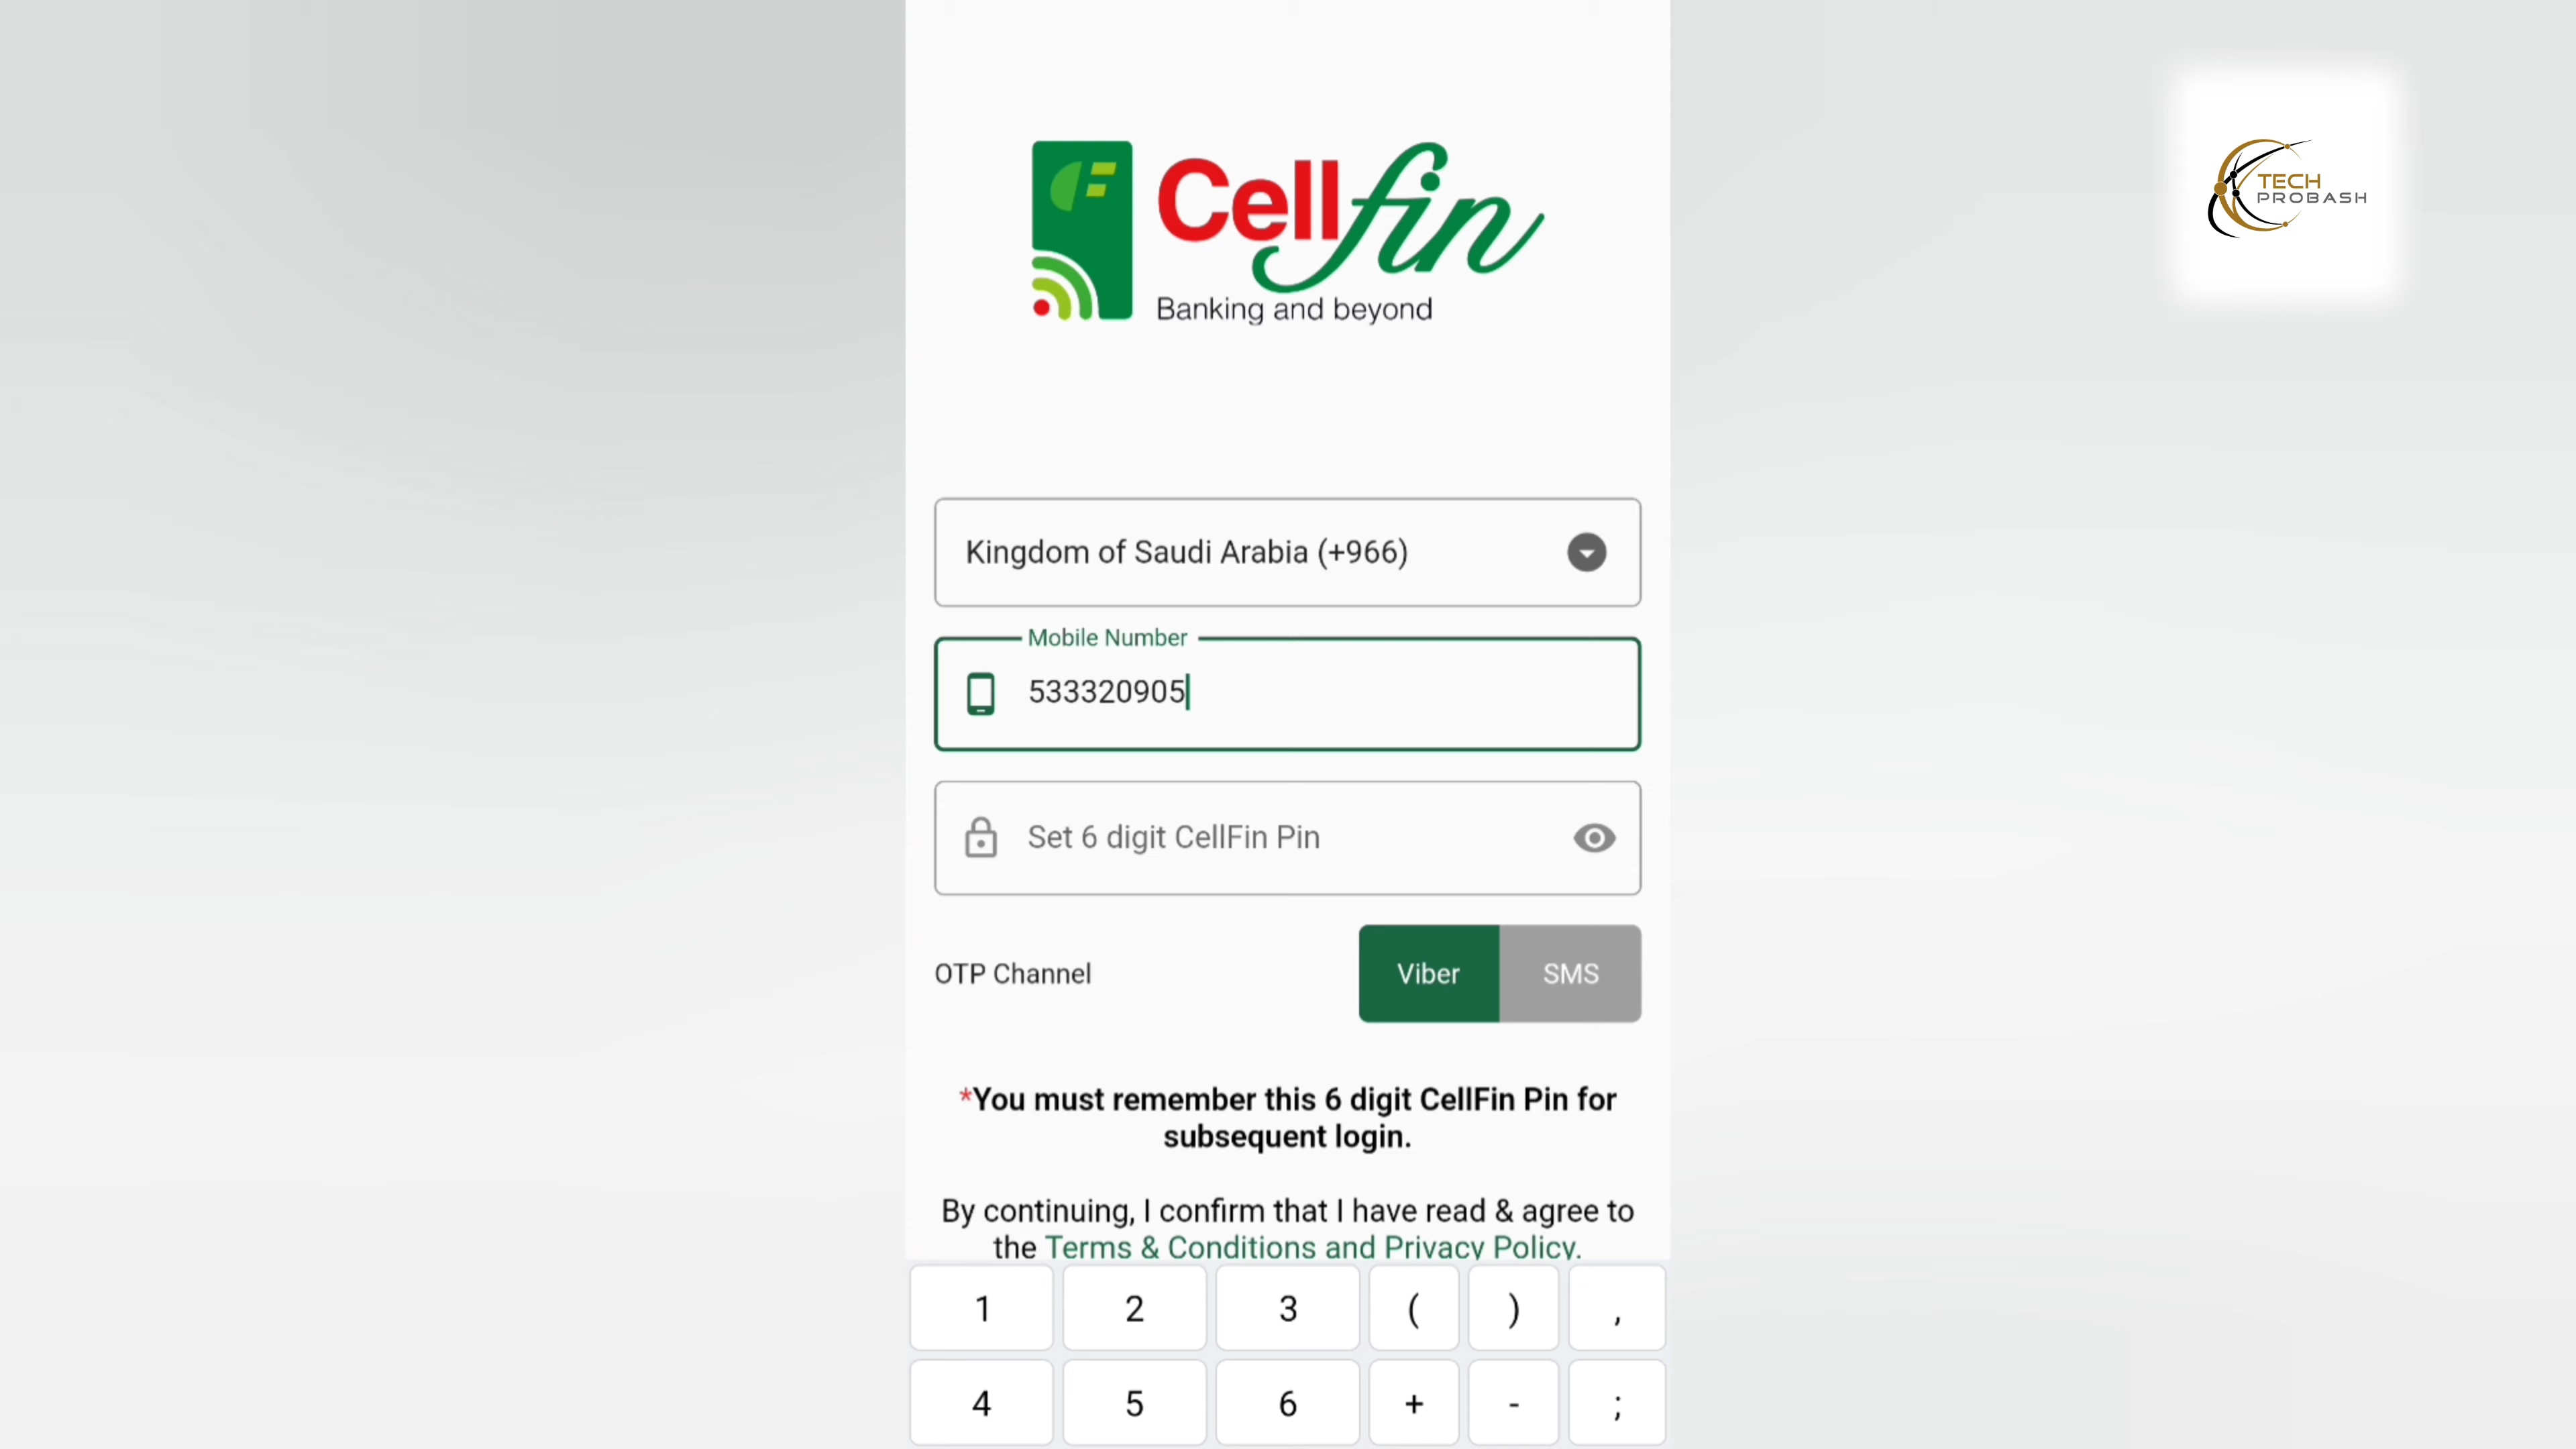 Cellfin
Banking and beyond
TECH
PROBASH
Kingdom of Saudi Arabia (+966)
Mobile Number
533320905
Set 6 digit CellFin Pin
OTP Channel
Viber
SMS
*You must remember this 6 digit CellFin Pin for
subsequent login.
By continuing, I confirm that I have read & agree to
the Terms & Conditions and Privacy Policy.
1 2 3 ( ) ,
4 5 6 + - ;